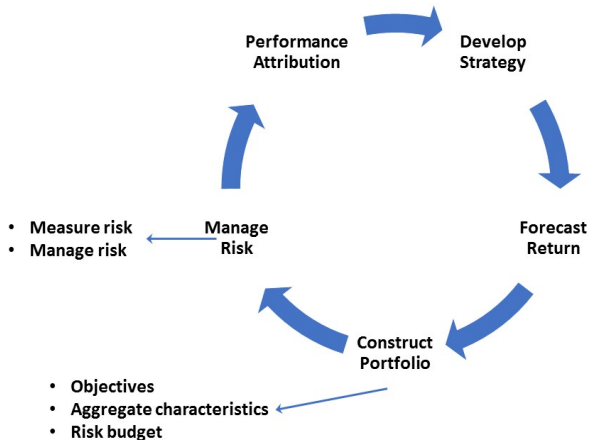 Performance
Attribution
Develop
Strategy
• Measure risk
• Manage risk
Manage
Risk
Forecast
Return
Construct
Portfolio
• Objectives
• Aggregate characteristics
• Risk budget